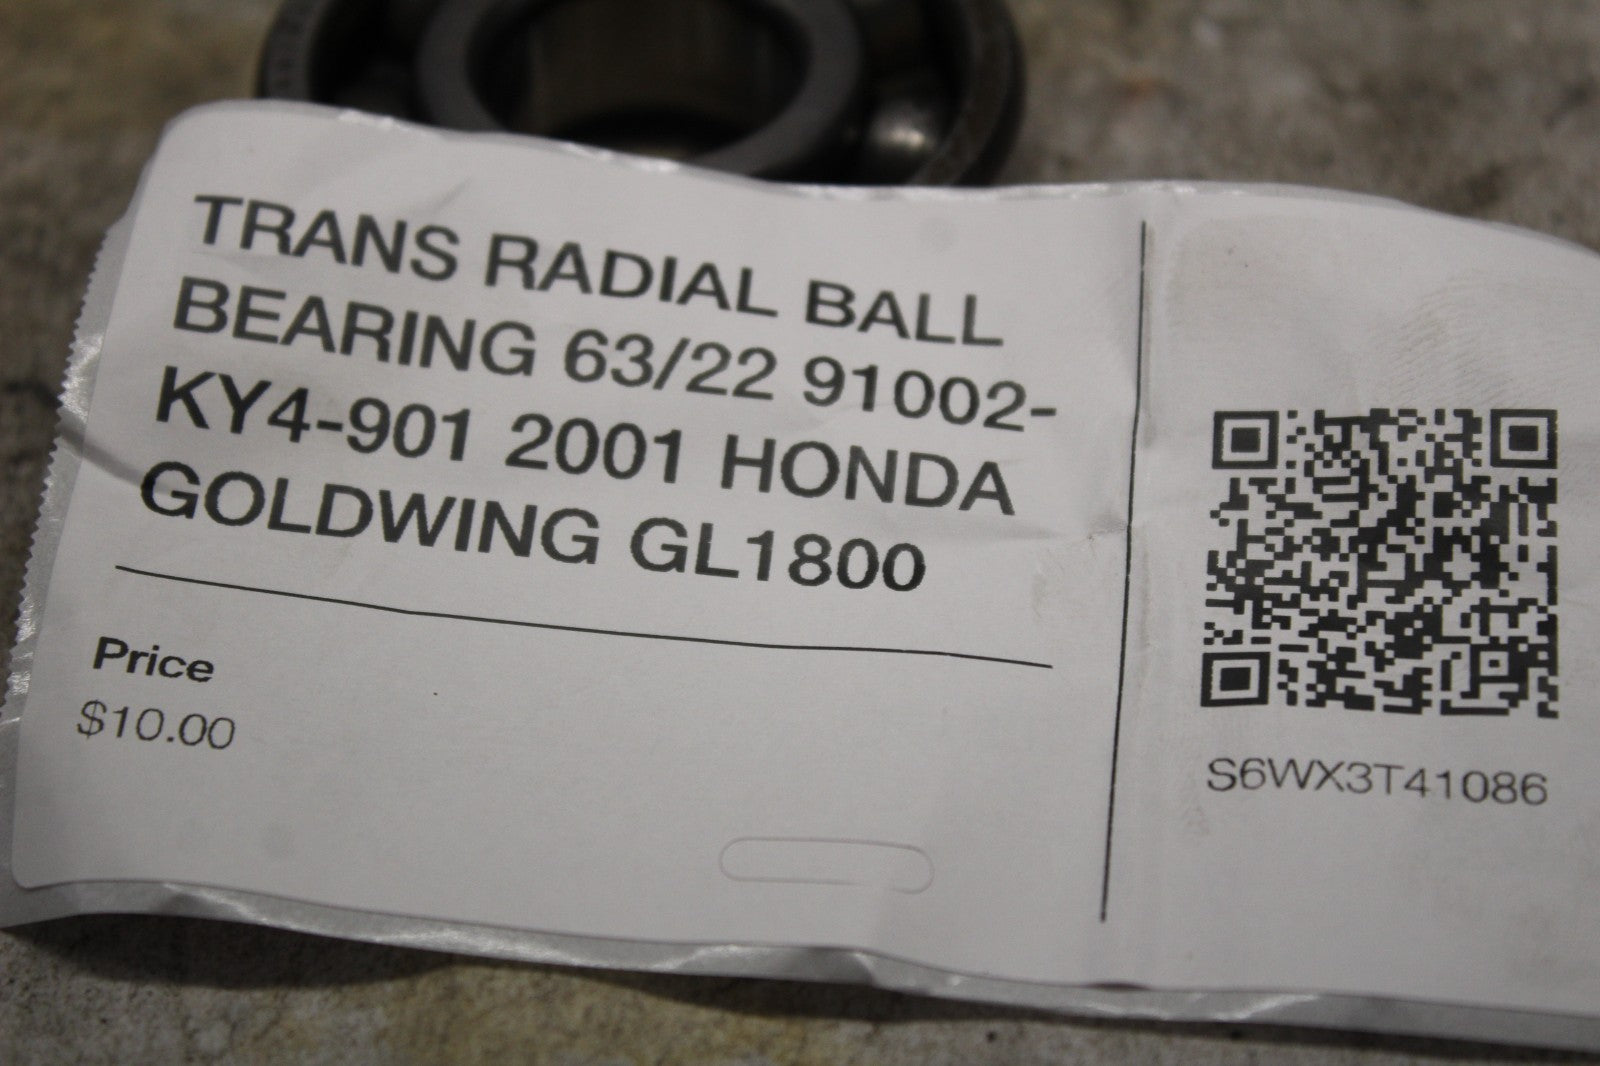 TRANS RADIAL BALL
BEARING 63/22 91002-
KY4-901 2001 HONDA
GOLDWING GL1800
Price
$10.00
S6WX3T41086